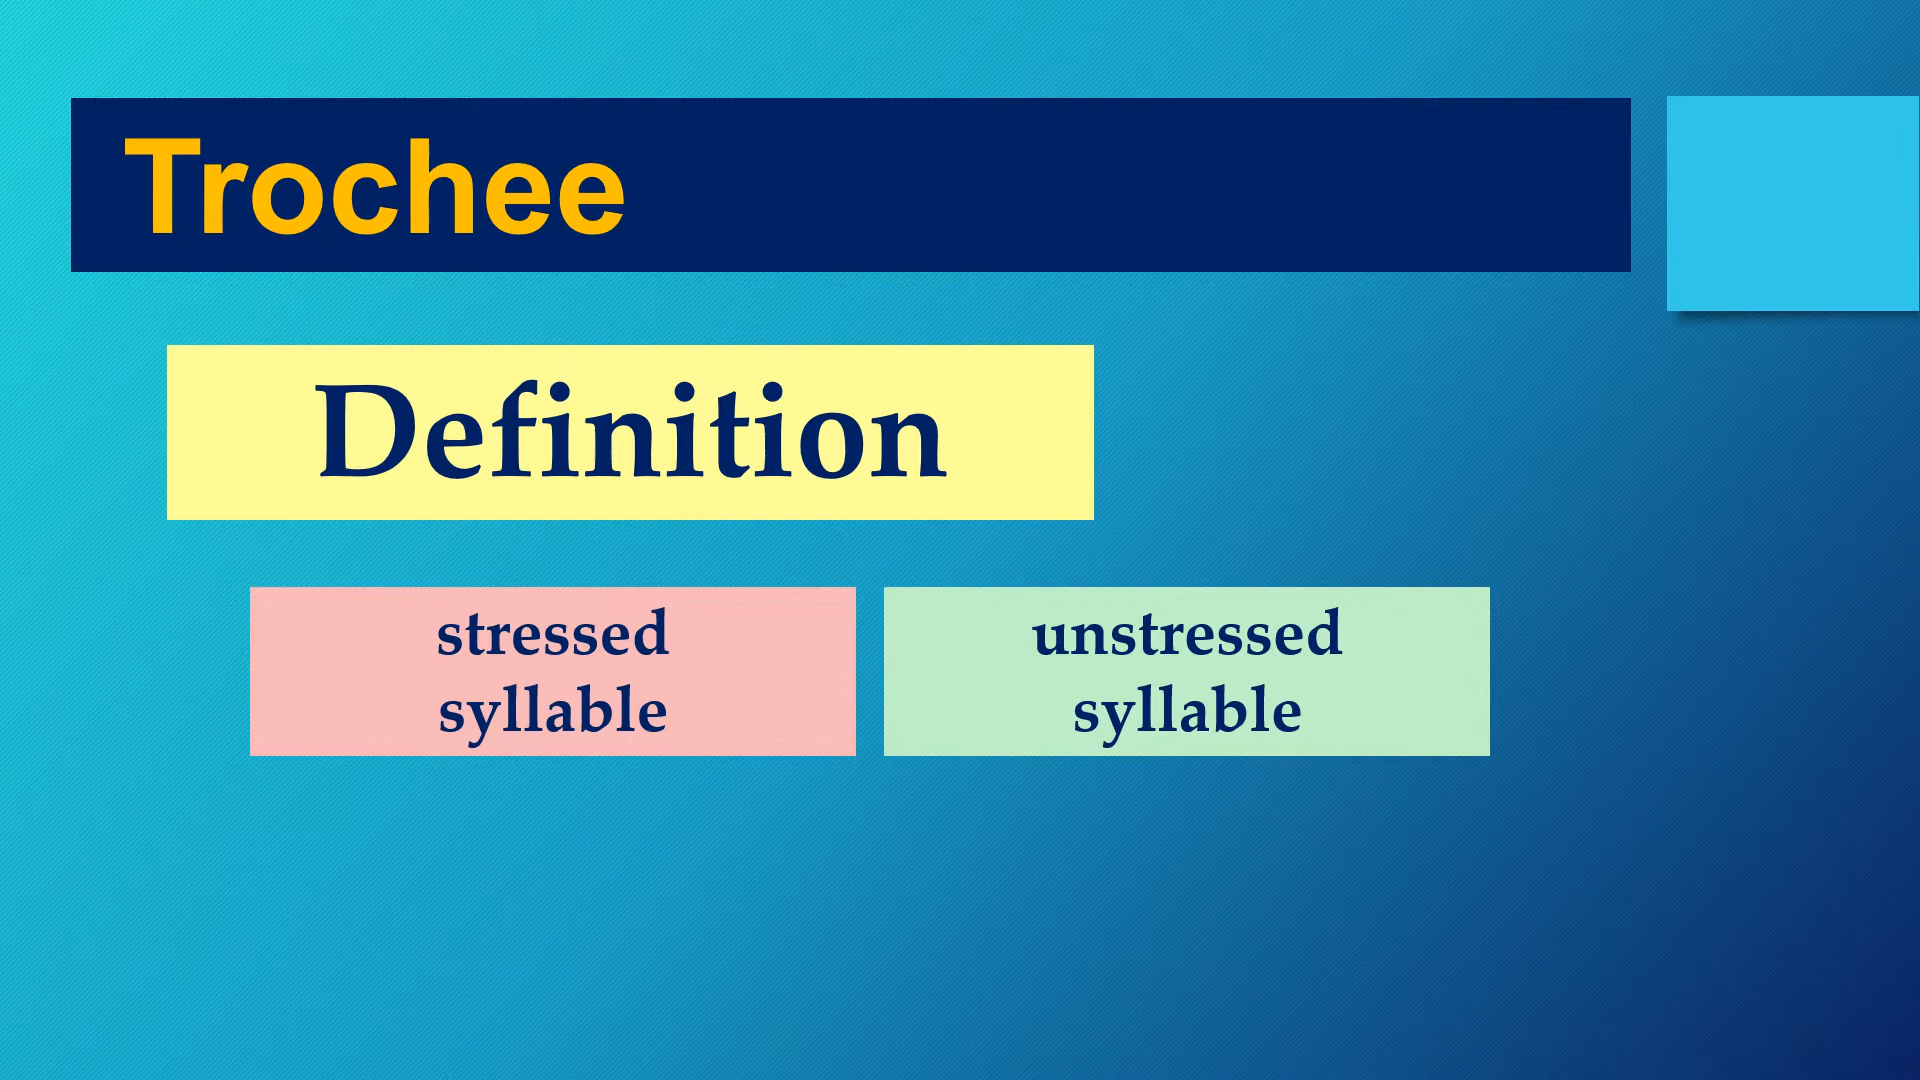 Trochee
Definition
stressed
syllable
unstressed
syllable